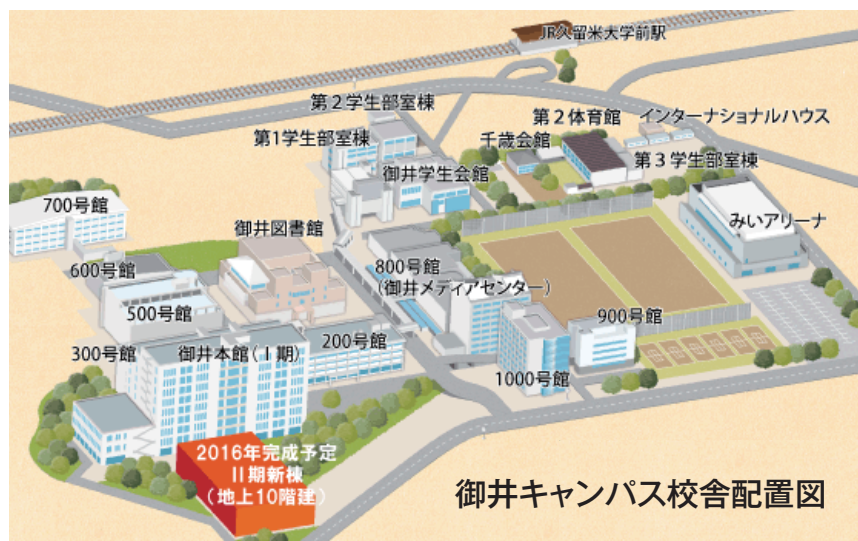 JR久留米大学前駅
第2学生部室棟
第1学生部室棟
第2体育館
インターナショナルハウス
千歳会館
第3学生部室棟
御井学生会館
700号館
御井図書館
みいアリーナ
600号館
800号館
(御井メディアセンター)
500号館
900号館
300号館
御井本館(Ⅰ期)
200号館
1000号館
2016年完成予定
II期新棟
(地上10階建)
御井キャンパス校舎配置図